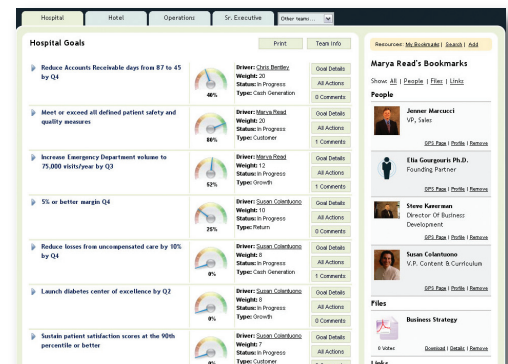 Hospital Hotel Operations Sr. Executive Other teams...
Hospital Goals Print Team Info
Reduce Accounts Receivable days from 87 to 45
by Q4
40%
Driver: Chris Bentley
Weight: 20
Status: In Progress
Type: Cash Generation
Goal Details
All Actions
0 Comments
Meet or exceed all defined patient safety and
quality measures
80%
Driver: Marya Read
Weight: 20
Status: In Progress
Type: Customer
Goal Details
All Actions
1 Comments
Increase Emergency Department volume to
75,000 visits/year by Q3
52%
Driver: Marya Read
Weight: 12
Status: In Progress
Type: Growth
Goal Details
All Actions
1 Comments
5% or better margin Q4
25%
Driver: Susan Colantuono
Weight: 10
Status: In Progress
Type: Return
Goal Details
All Actions
0 Comments
Reduce losses from uncompensated care by 10%
by Q4
0%
Driver: Susan Colantuono
Weight: 8
Status: In Progress
Type: Cash Generation
Goal Details
All Actions
1 Comments
Launch diabetes center of excellence by Q2
0%
Driver: Susan Colantuono
Weight: 8
Status: In Progress
Type: Growth
Goal Details
All Actions
0 Comments
Sustain patient satisfaction scores at the 90th
percentile or better
0%
Driver: Susan Colantuono
Weight: 7
Status: In Progress
Type: Customer
Goal Details
All Actions
Resources: My Bookmarks | Search | Add
Marya Read's Bookmarks
Show: All | People | Files | Links
People
Jenner Marcucci
VP, Sales
GPS Page | Profile | Remove
Elia Gourgouris Ph.D.
Founding Partner
GPS Page | Profile | Remove
Steve Kaverman
Director Of Business
Development
GPS Page | Profile | Remove
Susan Colantuono
V.P. Content & Curriculum
GPS Page | Profile | Remove
Files
Business Strategy
0 Votes Download | Details | Remove
Links